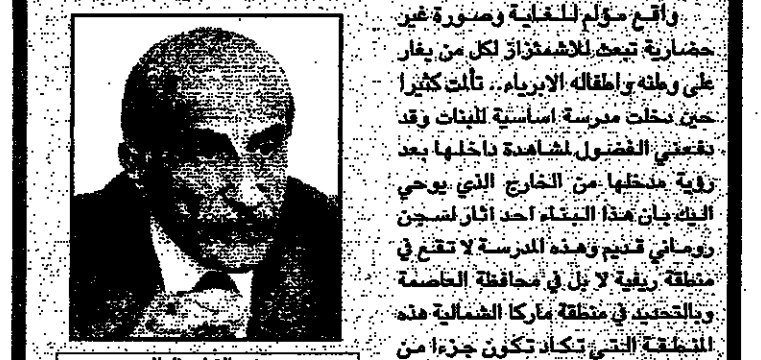 واقع مؤلم للغاية وصورة غير
حضارية تبعث للاشمئزاز لكل من يغار
على وطنه واطفاله الابرياء.. تألمت كثيرا
حين دخلت مدرسة اساسية للبنات وقد
دفعني الفضول لمشاهدة داخلها بعد
رؤية مدخلها من الخارج الذي يوحي
اليك بان هذا البناء احد اثار لسجن
روماني قديم وهذه المدرسة لا تقع في
منطقة ريفية لا بل في محافظة العاصمة
وبالتحديد في منطقة ماركا الشمالية هذه
المنطقة التي تكاد تكون جزءا من